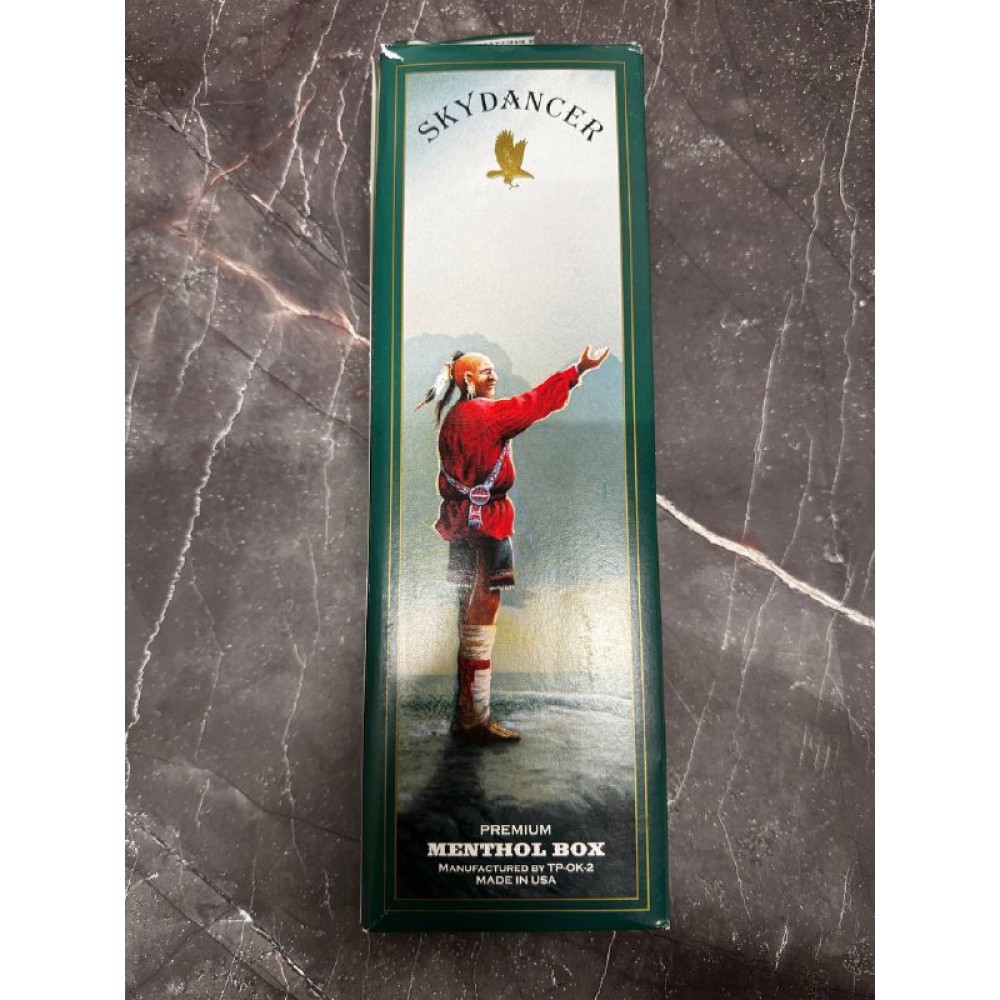 SKYDANCER
PREMIUM
MENTHOL BOX
MANUFACTURED BY TP-OK-2
MADE IN USA